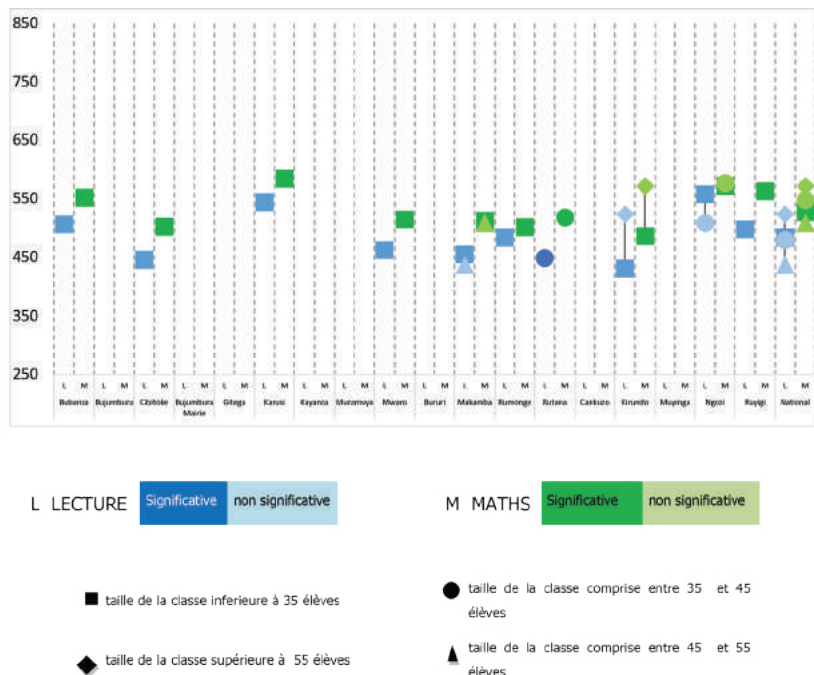 850
750
650
550
450
350
250
L M L M L M L M L M L M L M L M L M L M L M L M L M L M L M L M L M L M L M
Bubanza Bujumbura Cibitoke Bujumbura Mairie Gitega Karusi Kayanza Muramvya Mwaro Bururi Makamba Rumonge Rutana Cankuzo Kirundo Muyinga Ngozi Ruyigi National
L LECTURE Significative non significative
M MATHS Significative non significative
taille de la classe inferieure à 35 élèves
taille de la classe supérieure à 55 élèves
taille de la classe comprise entre 35 et 45
élèves
taille de la classe comprise entre 45 et 55
élèves